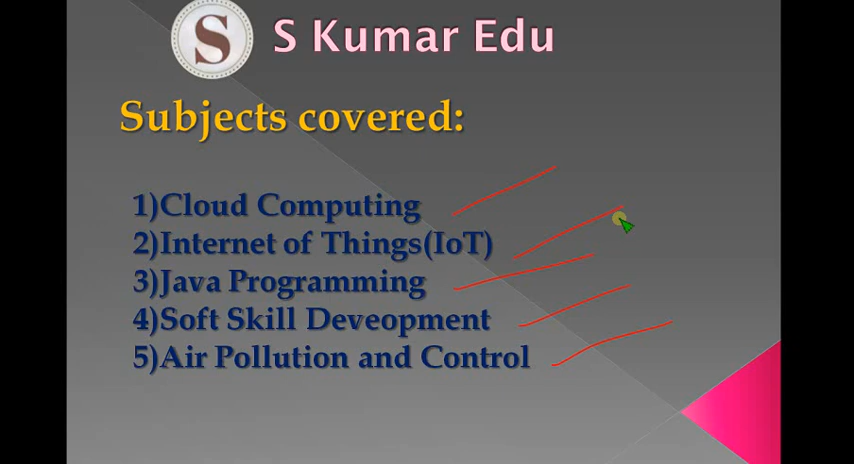 S
S Kumar Edu
Subjects covered:
1)Cloud Computing
2)Internet of Things(IoT)
3)Java Programming
4)Soft Skill Deveopment
5)Air Pollution and Control